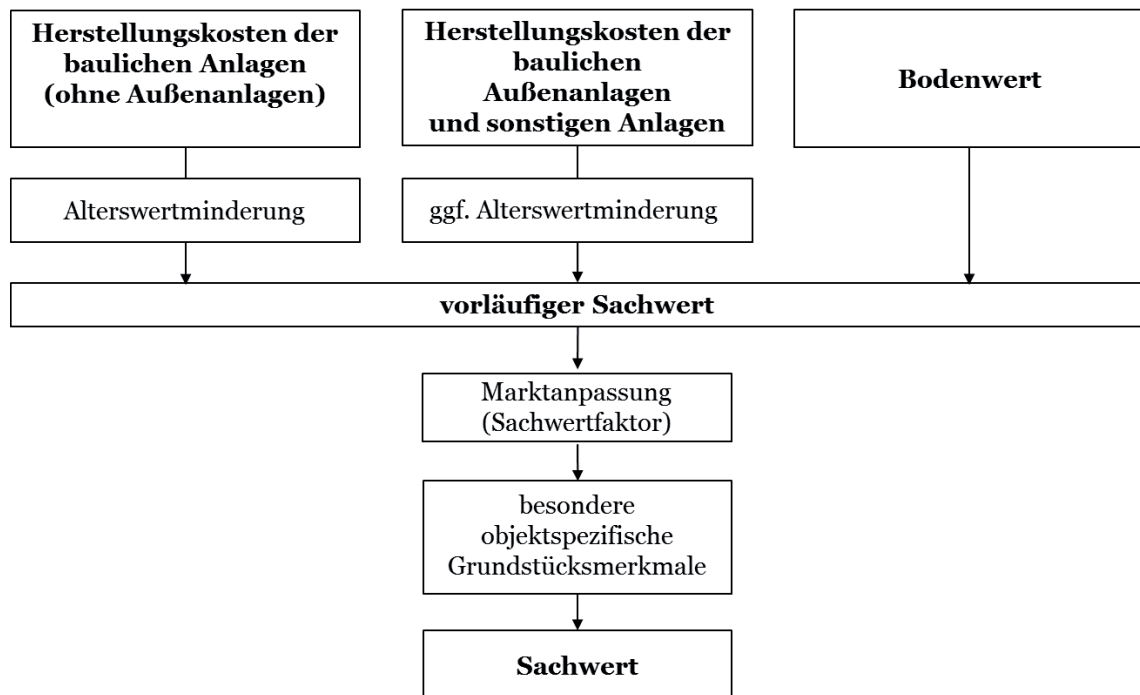 Herstellungskosten der
baulichen Anlagen
(ohne Außenanlagen)
Herstellungskosten der
baulichen
Außenanlagen
und sonstigen Anlagen
Bodenwert
Alterswertminderung
ggf. Alterswertminderung
vorläufiger Sachwert
Marktanpassung
(Sachwertfaktor)
besondere
objektspezifische
Grundstücksmerkmale
Sachwert